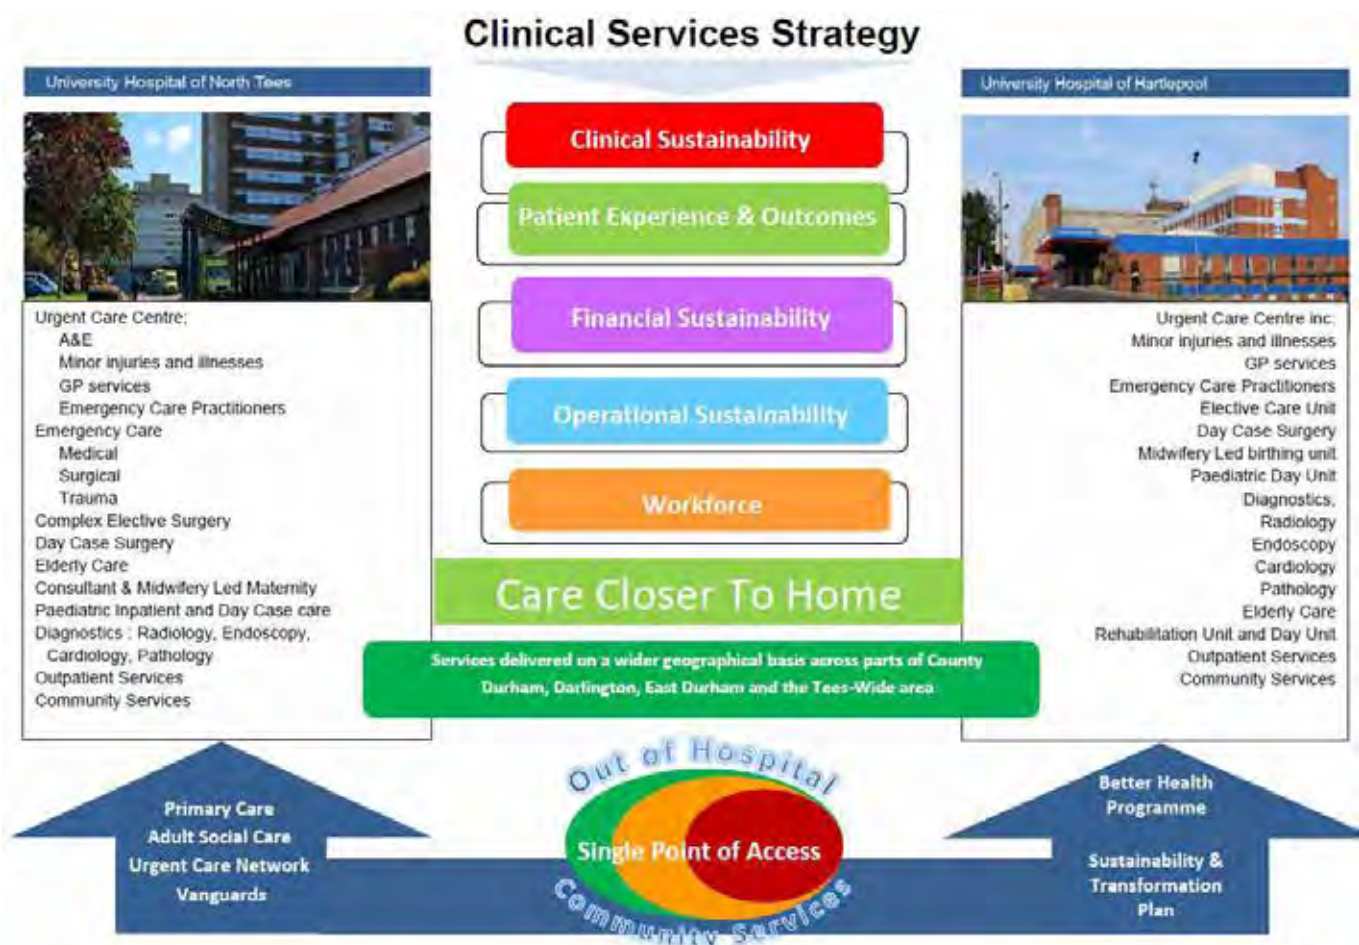 Clinical Services Strategy
University Hospital of North Tees
Urgent Care Centre;
A&E
Minor injuries and illnesses
GP services
Emergency Care Practitioners
Emergency Care
Medical
Surgical
Trauma
Complex Elective Surgery
Day Case Surgery
Elderly Care
Consultant & Midwifery Led Maternity
Paediatric Inpatient and Day Case care
Diagnostics : Radiology, Endoscopy,
Cardiology, Pathology
Outpatient Services
Community Services
Clinical Sustainability
Patient Experience & Outcomes
Financial Sustainability
Operational Sustainability
Workforce
Care Closer To Home
Services delivered on a wider geographical basis across parts of County
Durham, Darlington, East Durham and the Tees-Wide area
University Hospital of Hartlepool
Urgent Care Centre inc:
Minor injuries and illnesses
GP services
Emergency Care Practitioners
Elective Care Unit
Day Case Surgery
Midwifery Led birthing unit
Paediatric Day Unit
Diagnostics,
Radiology
Endoscopy
Cardiology
Pathology
Elderly Care
Rehabilitation Unit and Day Unit
Outpatient Services
Community Services
Primary Care
Adult Social Care
Urgent Care Network
Vanguards
Out of Hospital
Single Point of Access
Community Services
Better Health
Programme
Sustainability &
Transformation
Plan